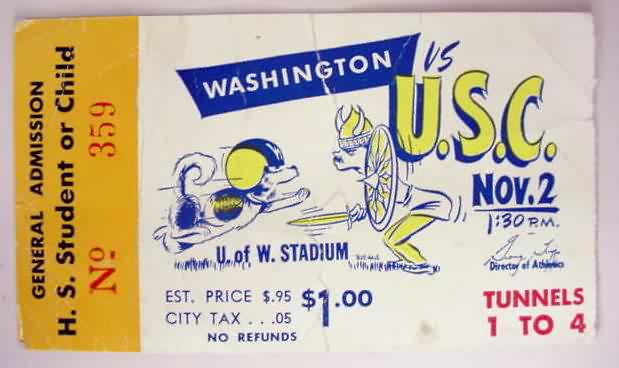 GENERAL ADMISSION
H. S. Student or Child
Nº 359
WASHINGTON
VS
U.S.C.
NOV. 2
1:30 P.M.
Director of Athletics
U. of W. STADIUM
EST. PRICE $.95
CITY TAX . . .05
$1.00
NO REFUNDS
TUNNELS
1 TO 4